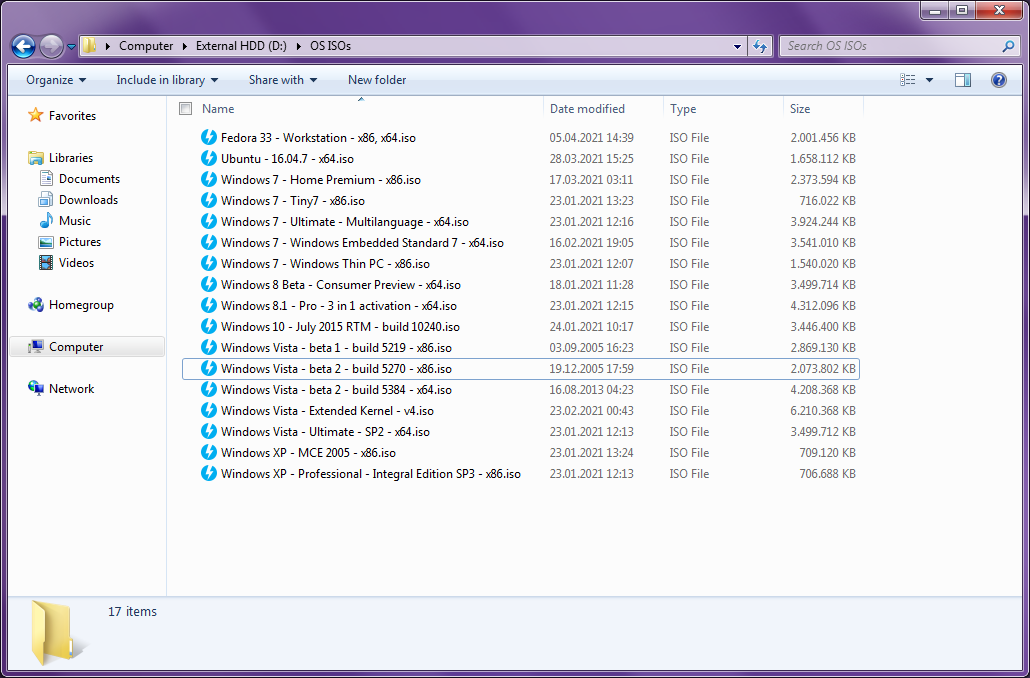 Computer External HDD (D:) OS ISOs Search OS ISOs
Organize Include in library Share with New folder
Favorites
Libraries
Documents
Downloads
Music
Pictures
Videos
Homegroup
Computer
Network
Name Date modified Type Size
Fedora 33 - Workstation - x86, x64.iso 05.04.2021 14:39 ISO File 2.001.456 KB
Ubuntu - 16.04.7 - x64.iso 28.03.2021 15:25 ISO File 1.658.112 KB
Windows 7 - Home Premium - x86.iso 17.03.2021 03:11 ISO File 2.373.594 KB
Windows 7 - Tiny7 - x86.iso 23.01.2021 13:23 ISO File 716.022 KB
Windows 7 - Ultimate - Multilanguage - x64.iso 23.01.2021 12:16 ISO File 3.924.244 KB
Windows 7 - Windows Embedded Standard 7 - x64.iso 16.02.2021 19:05 ISO File 3.541.010 KB
Windows 7 - Windows Thin PC - x86.iso 23.01.2021 12:07 ISO File 1.540.020 KB
Windows 8 Beta - Consumer Preview - x64.iso 18.01.2021 11:28 ISO File 3.499.714 KB
Windows 8.1 - Pro - 3 in 1 activation - x64.iso 23.01.2021 12:15 ISO File 4.312.096 KB
Windows 10 - July 2015 RTM - build 10240.iso 24.01.2021 10:17 ISO File 3.446.400 KB
Windows Vista - beta 1 - build 5219 - x86.iso 03.09.2005 16:23 ISO File 2.869.130 KB
Windows Vista - beta 2 - build 5270 - x86.iso 19.12.2005 17:59 ISO File 2.073.802 KB
Windows Vista - beta 2 - build 5384 - x64.iso 16.08.2013 04:23 ISO File 4.208.368 KB
Windows Vista - Extended Kernel - v4.iso 23.02.2021 00:43 ISO File 6.210.368 KB
Windows Vista - Ultimate - SP2 - x64.iso 23.01.2021 12:13 ISO File 3.499.712 KB
Windows XP - MCE 2005 - x86.iso 23.01.2021 13:24 ISO File 709.120 KB
Windows XP - Professional - Integral Edition SP3 - x86.iso 23.01.2021 12:13 ISO File 706.688 KB
17 items